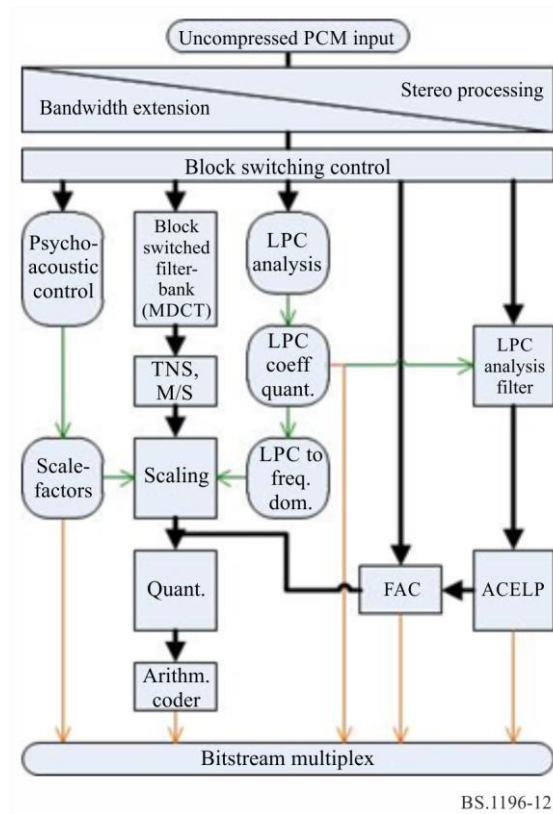 Uncompressed PCM input
Stereo processing
Bandwidth extension
Block switching control
Psycho-
acoustic
control
Block
switched
filter-
bank
(MDCT)
LPC
analysis
TNS,
M/S
LPC
coeff
quant.
LPC
analysis
filter
Scale-
factors
Scaling
LPC to
freq.
dom.
Quant.
FAC
ACELP
Arithm.
coder
Bitstream multiplex
BS.1196-12